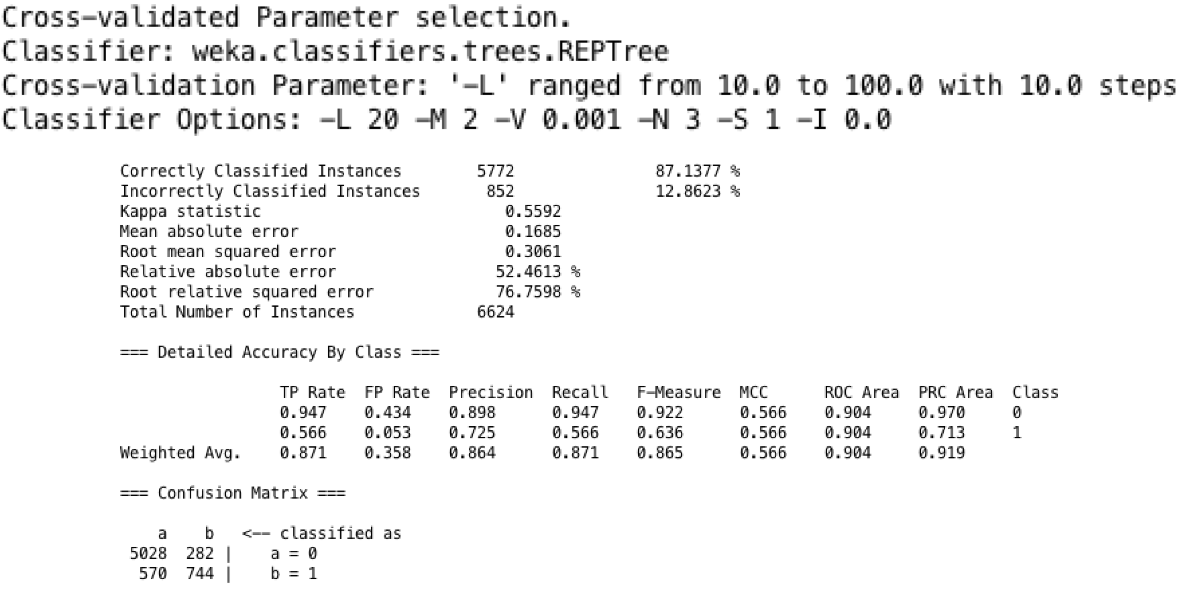 Cross-validated Parameter selection.
Classifier: weka.classifiers.trees.REPTree
Cross-validation Parameter: '-L' ranged from 10.0 to 100.0 with 10.0 steps
Classifier Options: -L 20 -M 2 -V 0.001 -N 3 -S 1 -I 0.0
Correctly Classified Instances 5772 87.1377 %
Incorrectly Classified Instances 852 12.8623 %
Kappa statistic 0.5592
Mean absolute error 0.1685
Root mean squared error 0.3061
Relative absolute error 52.4613 %
Root relative squared error 76.7598 %
Total Number of Instances 6624
=== Detailed Accuracy By Class ===
TP Rate FP Rate Precision Recall F-Measure MCC ROC Area PRC Area Class
0.947 0.434 0.898 0.947 0.922 0.566 0.904 0.970 0
0.566 0.053 0.725 0.566 0.636 0.566 0.904 0.713 1
Weighted Avg. 0.871 0.358 0.864 0.871 0.865 0.566 0.904 0.919
=== Confusion Matrix ===
a b <-- classified as
5028 282 | a = 0
570 744 | b = 1